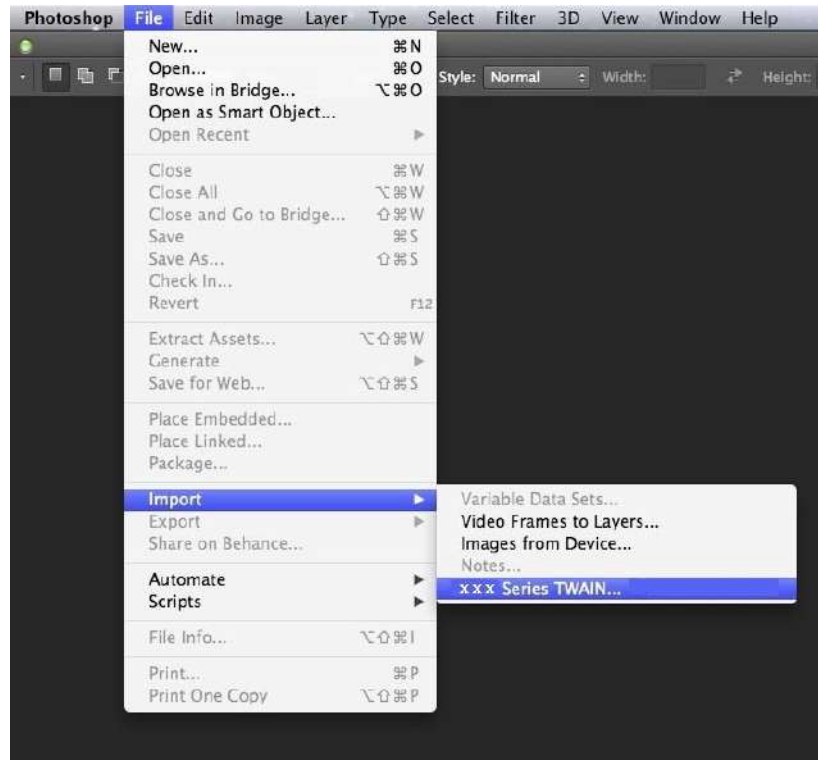 Photoshop File Edit Image Layer Type Select Filter 3D View Window Help
Style: Normal Width: Height:
New... ⌘N
Open... ⌘O
Browse in Bridge... ⌥⌘O
Open as Smart Object...
Open Recent
Close ⌘W
Close All ⌥⌘W
Close and Go to Bridge... ⇧⌘W
Save ⌘S
Save As... ⇧⌘S
Check In...
Revert F12
Extract Assets... ⌥⇧⌘W
Generate
Save for Web... ⌥⇧⌘S
Place Embedded...
Place Linked...
Package...
Import
Export
Share on Behance...
Automate
Scripts
File Info... ⌥⇧⌘I
Print... ⌘P
Print One Copy ⌥⇧⌘P
Variable Data Sets...
Video Frames to Layers...
Images from Device...
Notes...
xxx Series TWAIN...